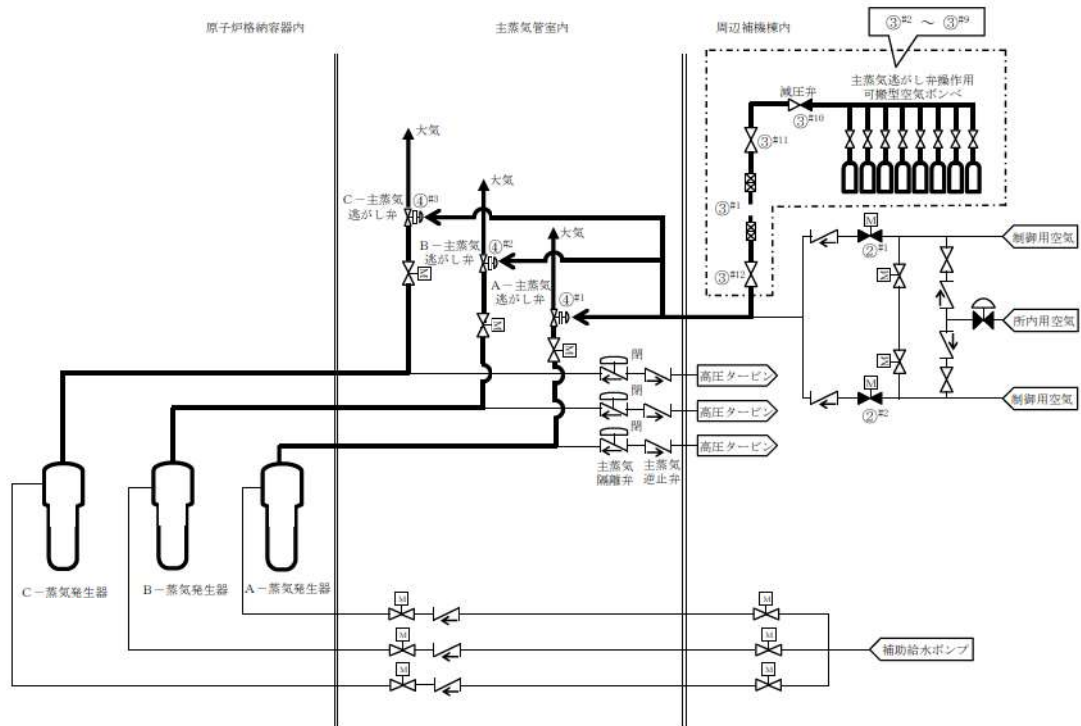 原子炉格納容器内
主蒸気管室内
周辺補機棟内
③#2 ～ ③#9
主蒸気逃がし弁操作用
可搬型空気ボンベ
減圧弁
③#10
③#11
③#1
③#12
大気
C－主蒸気
逃がし弁
④#3
大気
B－主蒸気
逃がし弁
④#2
大気
A－主蒸気
逃がし弁
④#1
M
M
M
M
②#1
制御用空気
M
所内用空気
M
M
②#2
制御用空気
閉
高圧タービン
閉
高圧タービン
閉
高圧タービン
主蒸気
隔離弁
主蒸気
逆止弁
C－蒸気発生器
B－蒸気発生器
A－蒸気発生器
M
M
M
M
補助給水ポンプ
M
M